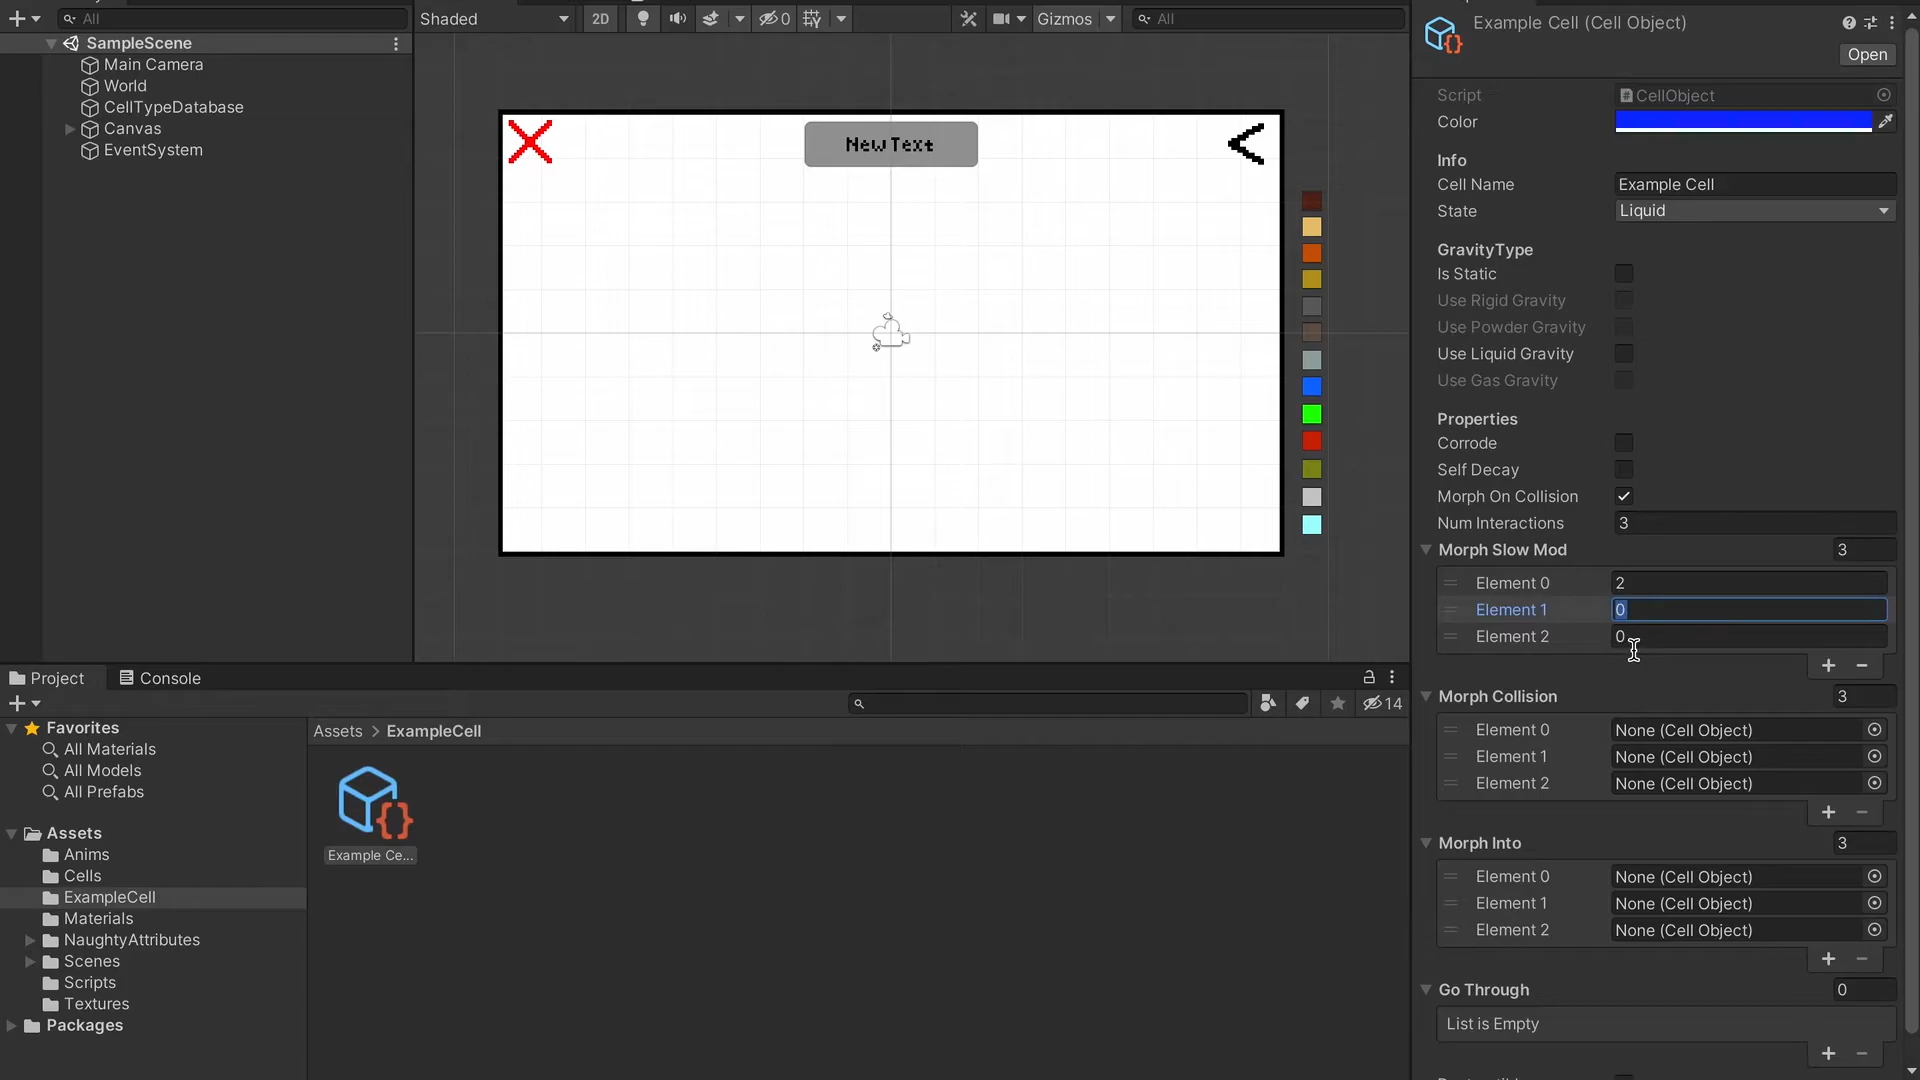 All
SampleScene
Main Camera
World
CellTypeDatabase
Canvas
EventSystem
Shaded
2D
0
Gizmos
All
New Text
Project
Console
14
Favorites
All Materials
All Models
All Prefabs
Assets
Anims
Cells
ExampleCell
Materials
NaughtyAttributes
Scenes
Scripts
Textures
Packages
Assets > ExampleCell
Example Ce...
Example Cell (Cell Object)
Open
Script CellObject
Color
Info
Cell Name Example Cell
State Liquid
GravityType
Is Static
Use Rigid Gravity
Use Powder Gravity
Use Liquid Gravity
Use Gas Gravity
Properties
Corrode
Self Decay
Morph On Collision
Num Interactions 3
Morph Slow Mod 3
Element 0 2
Element 1 0
Element 2 0
Morph Collision 3
Element 0 None (Cell Object)
Element 1 None (Cell Object)
Element 2 None (Cell Object)
Morph Into 3
Element 0 None (Cell Object)
Element 1 None (Cell Object)
Element 2 None (Cell Object)
Go Through 0
List is Empty